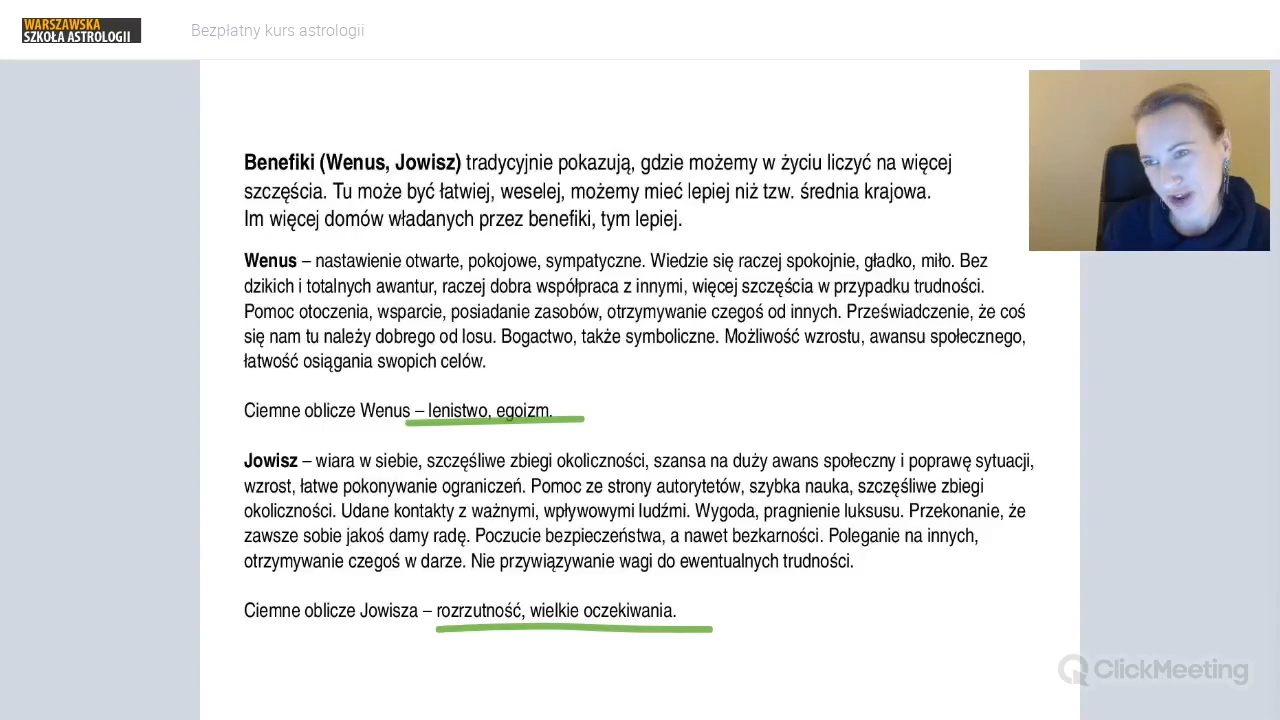 WARSZAWSKA
SZKOŁA ASTROLOGII
Bezpłatny kurs astrologii
Benefiki (Wenus, Jowisz) tradycyjnie pokazują, gdzie możemy w życiu liczyć na więcej
szczęścia. Tu może być łatwiej, weselej, możemy mieć lepiej niż tzw. średnia krajowa.
Im więcej domów władanych przez benefiki, tym lepiej.
Wenus – nastawienie otwarte, pokojowe, sympatyczne. Wiedzie się raczej spokojnie, gładko, miło. Bez
dzikich i totalnych awantur, raczej dobra współpraca z innymi, więcej szczęścia w przypadku trudności.
Pomoc otoczenia, wsparcie, posiadanie zasobów, otrzymywanie czegoś od innych. Przeświadczenie, że coś
się nam tu należy dobrego od losu. Bogactwo, także symboliczne. Możliwość wzrostu, awansu społecznego,
łatwość osiągania swopich celów.
Ciemne oblicze Wenus – lenistwo, egoizm.
Jowisz – wiara w siebie, szczęśliwe zbiegi okoliczności, szansa na duży awans społeczny i poprawę sytuacji,
wzrost, łatwe pokonywanie ograniczeń. Pomoc ze strony autorytetów, szybka nauka, szczęśliwe zbiegi
okoliczności. Udane kontakty z ważnymi, wpływowymi ludźmi. Wygoda, pragnienie luksusu. Przekonanie, że
zawsze sobie jakoś damy radę. Poczucie bezpieczeństwa, a nawet bezkarności. Poleganie na innych,
otrzymywanie czegoś w darze. Nie przywiązywanie wagi do ewentualnych trudności.
Ciemne oblicze Jowisza – rozrzutność, wielkie oczekiwania.
ClickMeeting